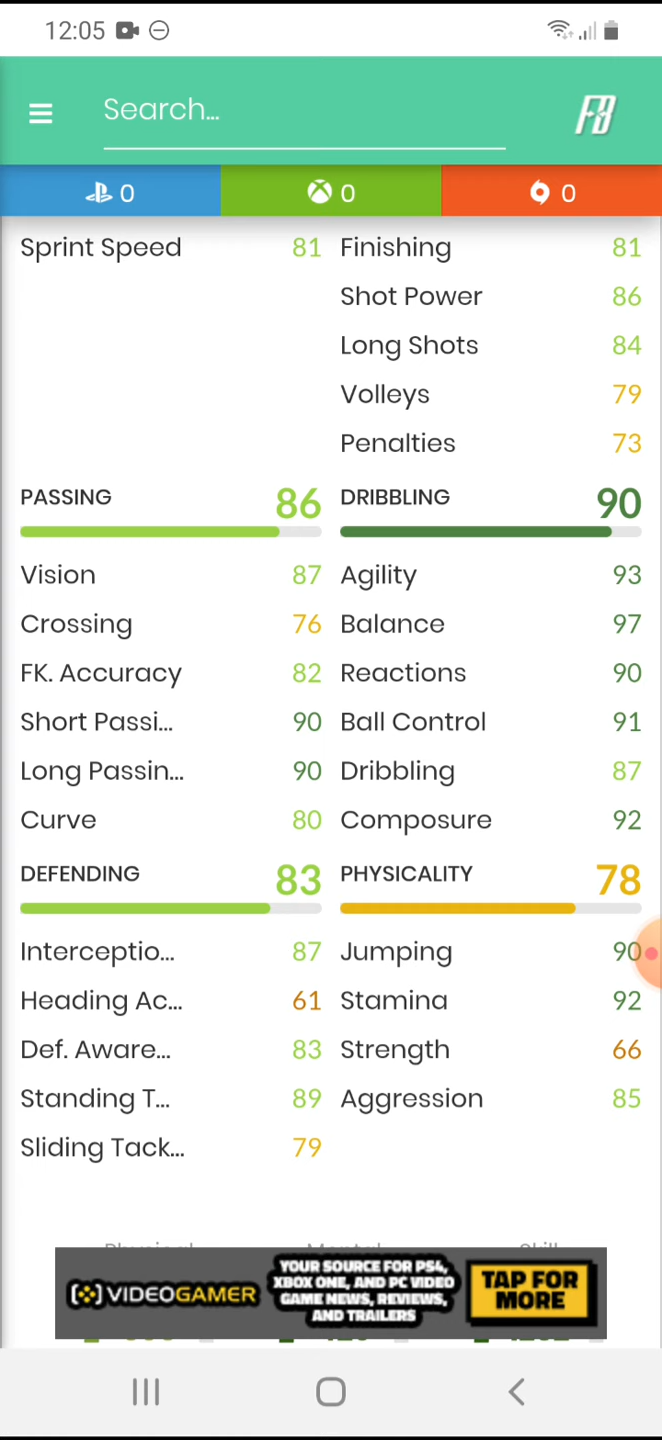 12:05
Search...
FB
0 0 0
Sprint Speed 81 Finishing 81
Shot Power 86
Long Shots 84
Volleys 79
Penalties 73
PASSING 86 DRIBBLING 90
Vision 87 Agility 93
Crossing 76 Balance 97
FK. Accuracy 82 Reactions 90
Short Passi... 90 Ball Control 91
Long Passin... 90 Dribbling 87
Curve 80 Composure 92
DEFENDING 83 PHYSICALITY 78
Interceptio... 87 Jumping 90
Heading Ac... 61 Stamina 92
Def. Aware... 83 Strength 66
Standing T... 89 Aggression 85
Sliding Tack... 79
VIDEOGAMER
YOUR SOURCE FOR PS4,
XBOX ONE, AND PC VIDEO
GAME NEWS, REVIEWS,
AND TRAILERS
TAP FOR
MORE